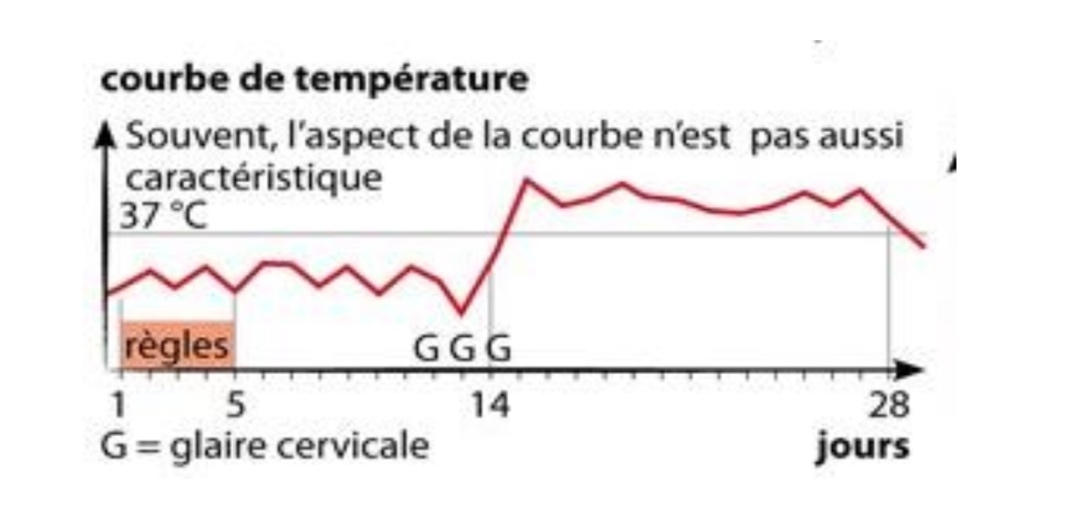 courbe de température
Souvent, l'aspect de la courbe n'est pas aussi
caractéristique
37 °C
règles
G G G
1 5 14 28
G = glaire cervicale jours